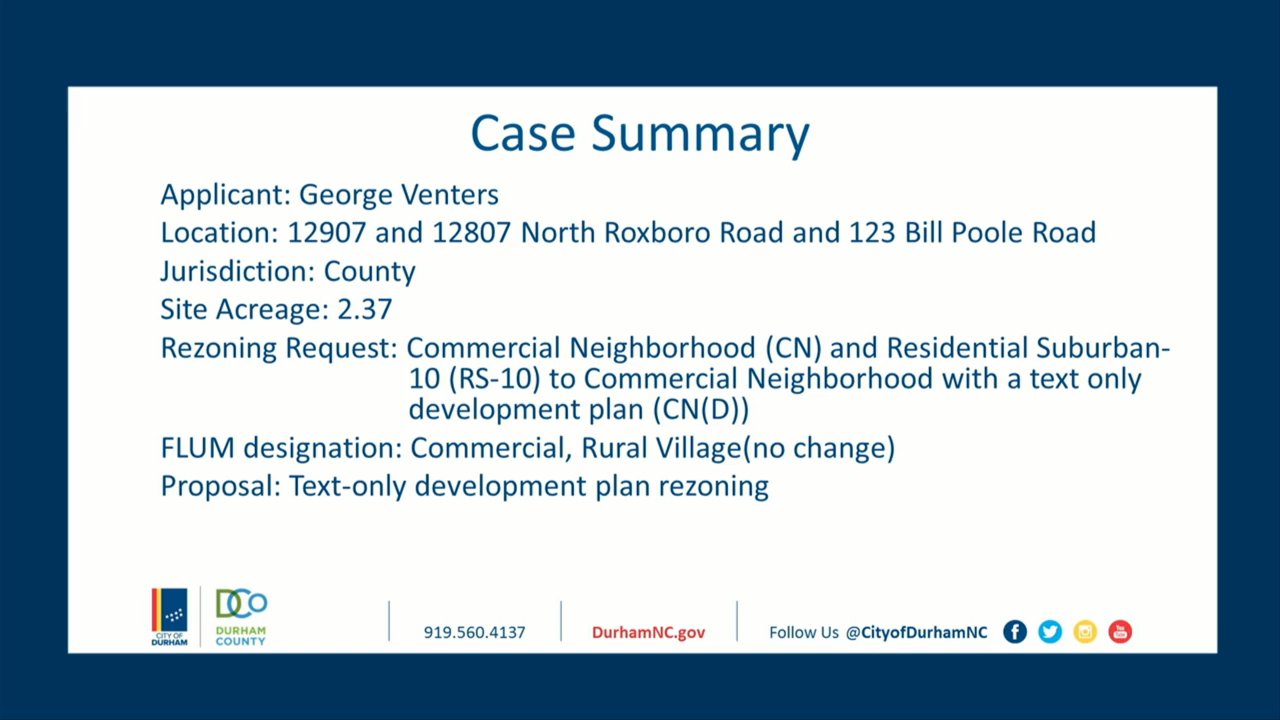 Case Summary
Applicant: George Venters
Location: 12907 and 12807 North Roxboro Road and 123 Bill Poole Road
Jurisdiction: County
Site Acreage: 2.37
Rezoning Request: Commercial Neighborhood (CN) and Residential Suburban-
10 (RS-10) to Commercial Neighborhood with a text only
development plan (CN(D))
FLUM designation: Commercial, Rural Village(no change)
Proposal: Text-only development plan rezoning
CITY OF
DURHAM
DCo
DURHAM
COUNTY
919.560.4137
DurhamNC.gov
Follow Us @CityofDurhamNC
You
Tube